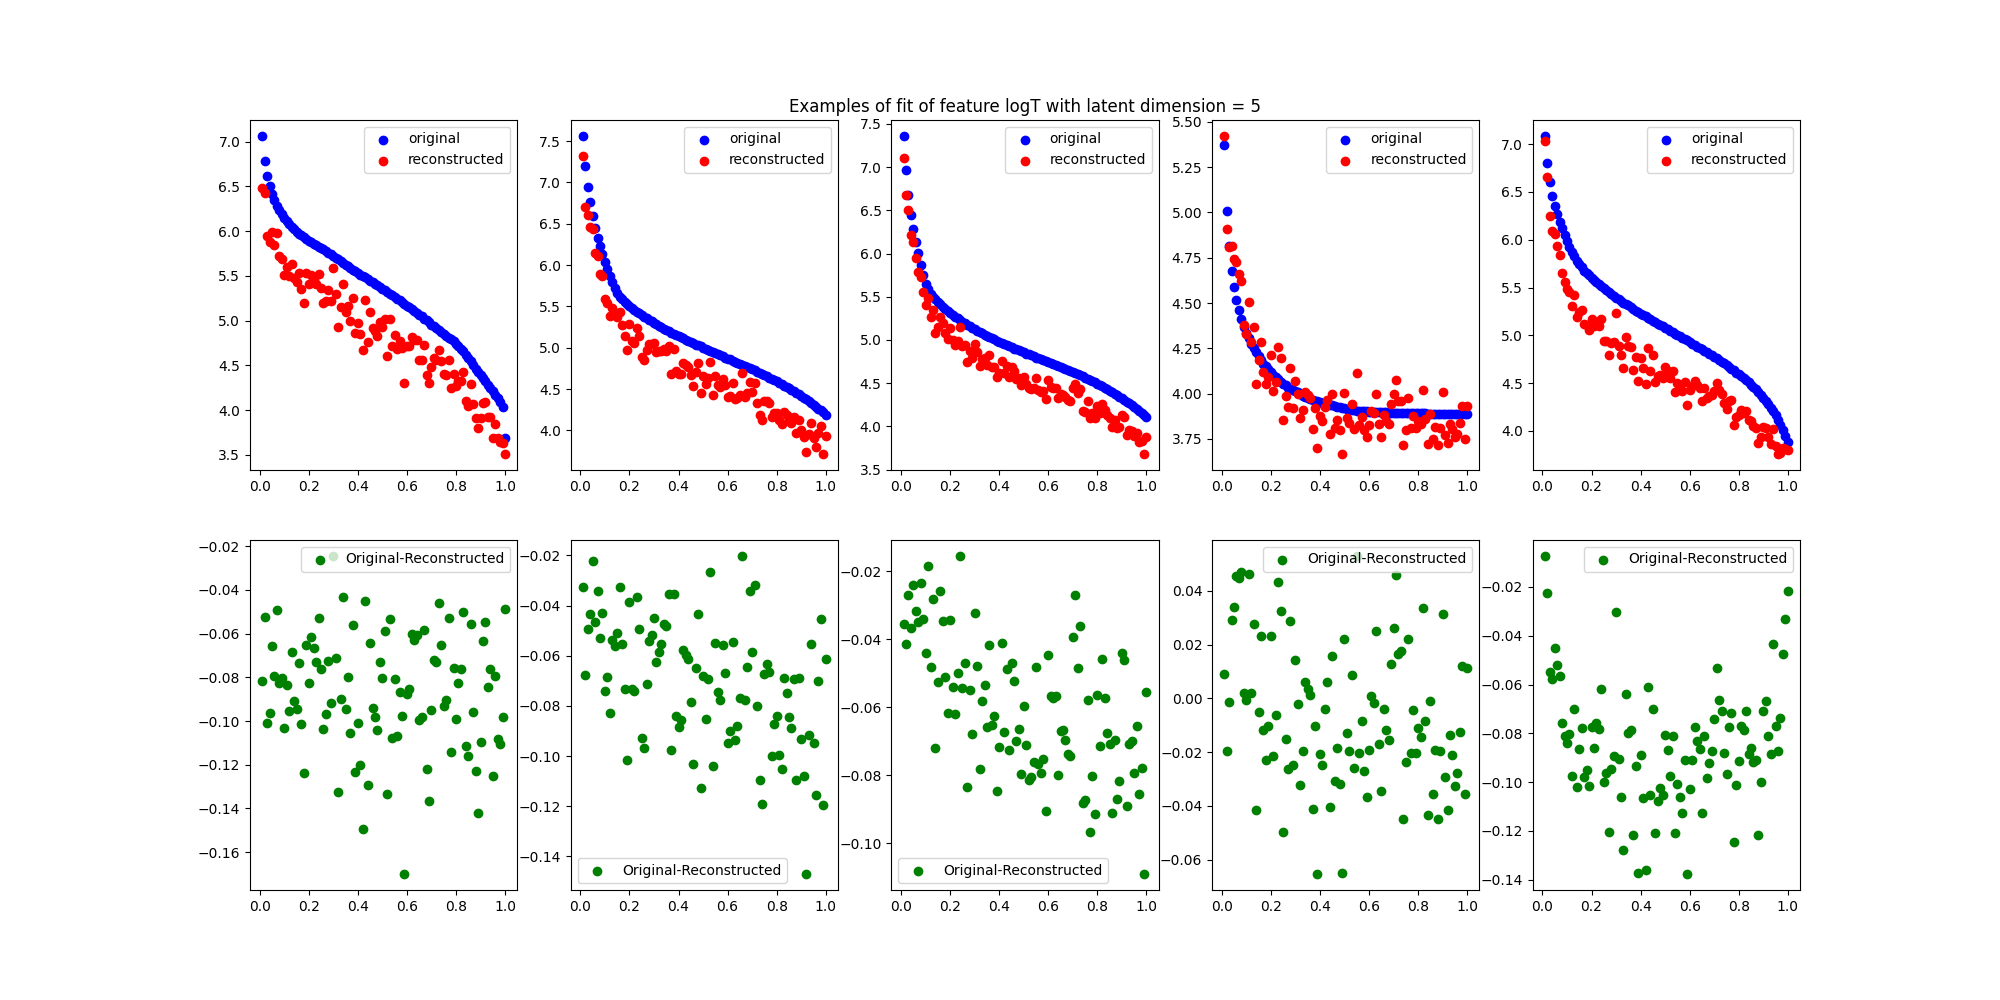 Examples of fit of feature logT with latent dimension = 5
original
reconstructed
7.0
6.5
6.0
5.5
5.0
4.5
4.0
3.5
0.0 0.2 0.4 0.6 0.8 1.0
original
reconstructed
7.5
7.0
6.5
6.0
5.5
5.0
4.5
4.0
0.0 0.2 0.4 0.6 0.8 1.0
original
reconstructed
7.5
7.0
6.5
6.0
5.5
5.0
4.5
4.0
3.5
0.0 0.2 0.4 0.6 0.8 1.0
original
reconstructed
5.50
5.25
5.00
4.75
4.50
4.25
4.00
3.75
0.0 0.2 0.4 0.6 0.8 1.0
original
reconstructed
7.0
6.5
6.0
5.5
5.0
4.5
4.0
0.0 0.2 0.4 0.6 0.8 1.0
Original-Reconstructed
−0.02
−0.04
−0.06
−0.08
−0.10
−0.12
−0.14
−0.16
0.0 0.2 0.4 0.6 0.8 1.0
−0.02
−0.04
−0.06
−0.08
−0.10
−0.12
−0.14
Original-Reconstructed
0.0 0.2 0.4 0.6 0.8 1.0
−0.02
−0.04
−0.06
−0.08
−0.10
Original-Reconstructed
0.0 0.2 0.4 0.6 0.8 1.0
Original-Reconstructed
0.04
0.02
0.00
−0.02
−0.04
−0.06
0.0 0.2 0.4 0.6 0.8 1.0
Original-Reconstructed
−0.02
−0.04
−0.06
−0.08
−0.10
−0.12
−0.14
0.0 0.2 0.4 0.6 0.8 1.0